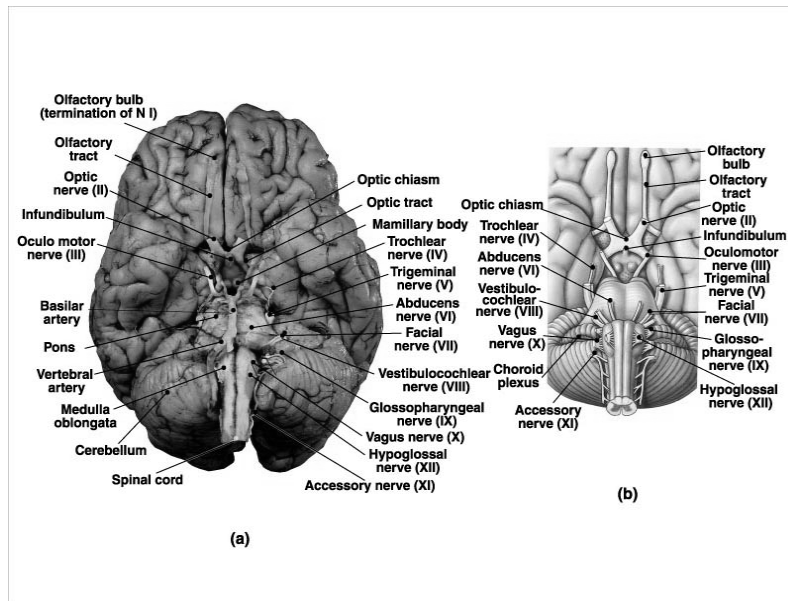 Olfactory bulb
(termination of N I)
Olfactory
tract
Optic
nerve (II)
Infundibulum
Oculo motor
nerve (III)
Basilar
artery
Pons
Vertebral
artery
Medulla
oblongata
Cerebellum
Spinal cord
Optic chiasm
Optic tract
Mamillary body
Trochlear
nerve (IV)
Trigeminal
nerve (V)
Abducens
nerve (VI)
Facial
nerve (VII)
Vestibulocochlear
nerve (VIII)
Glossopharyngeal
nerve (IX)
Vagus nerve (X)
Hypoglossal
nerve (XII)
Accessory nerve (XI)
(a)
Optic chiasm
Trochlear
nerve (IV)
Abducens
nerve (VI)
Vestibulo-
cochlear
nerve (VIII)
Vagus
nerve (X)
Choroid
plexus
Accessory
nerve (XI)
Olfactory
bulb
Olfactory
tract
Optic
nerve (II)
Infundibulum
Oculomotor
nerve (III)
Trigeminal
nerve (V)
Facial
nerve (VII)
Glosso-
pharyngeal
nerve (IX)
Hypoglossal
nerve (XII)
(b)